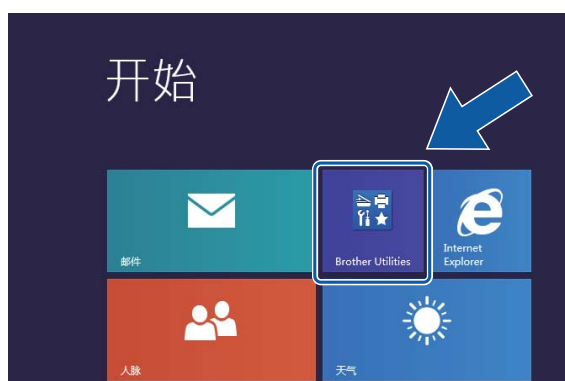 开始
邮件
Brother Utilities
Internet
Explorer
人脉
天气